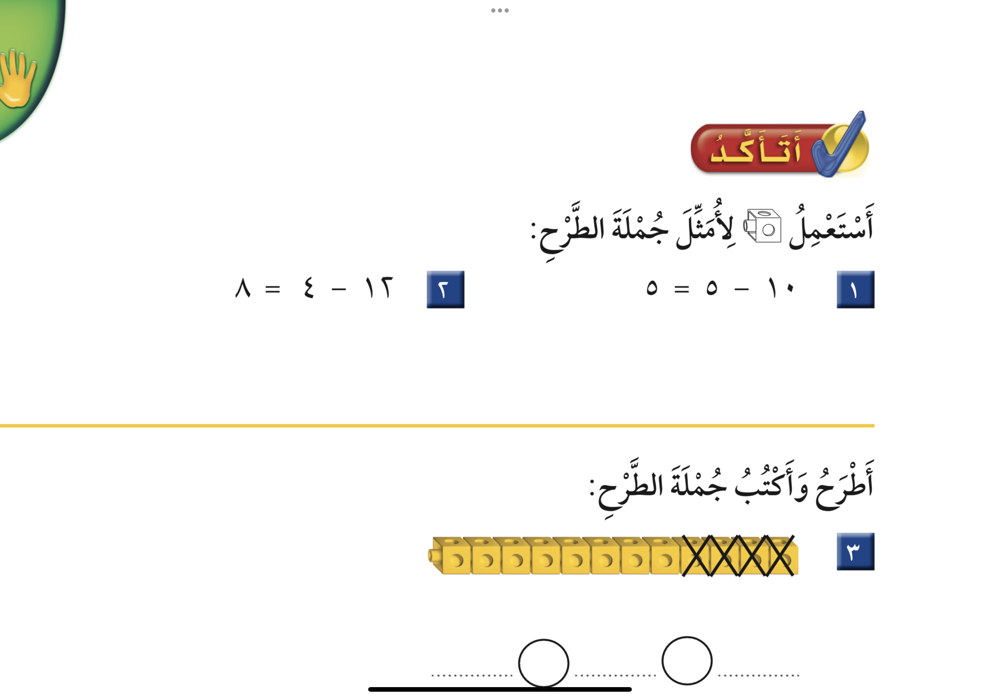 أَتَأَكَّدُ
أَسْتَعْمِلُ لِأُمَثِّلَ جُمْلَةَ الطَّرْحِ:
١ ١٠ – ٥ = ٥ ٢ ١٢ – ٤ = ٨
أَطْرَحُ وَأَكْتُبُ جُمْلَةَ الطَّرْحِ:
٣